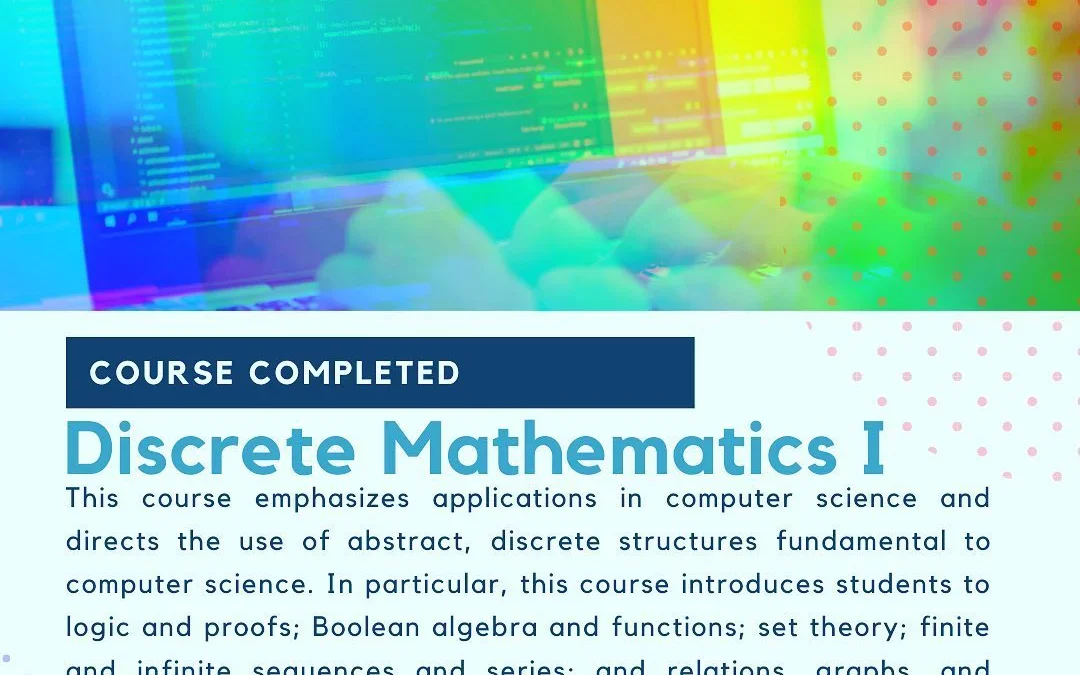 COURSE COMPLETED
Discrete Mathematics I
This course emphasizes applications in computer science and
directs the use of abstract, discrete structures fundamental to
computer science. In particular, this course introduces students to
logic and proofs; Boolean algebra and functions; set theory; finite
and infinite sequences and series; and relations, graphs, and